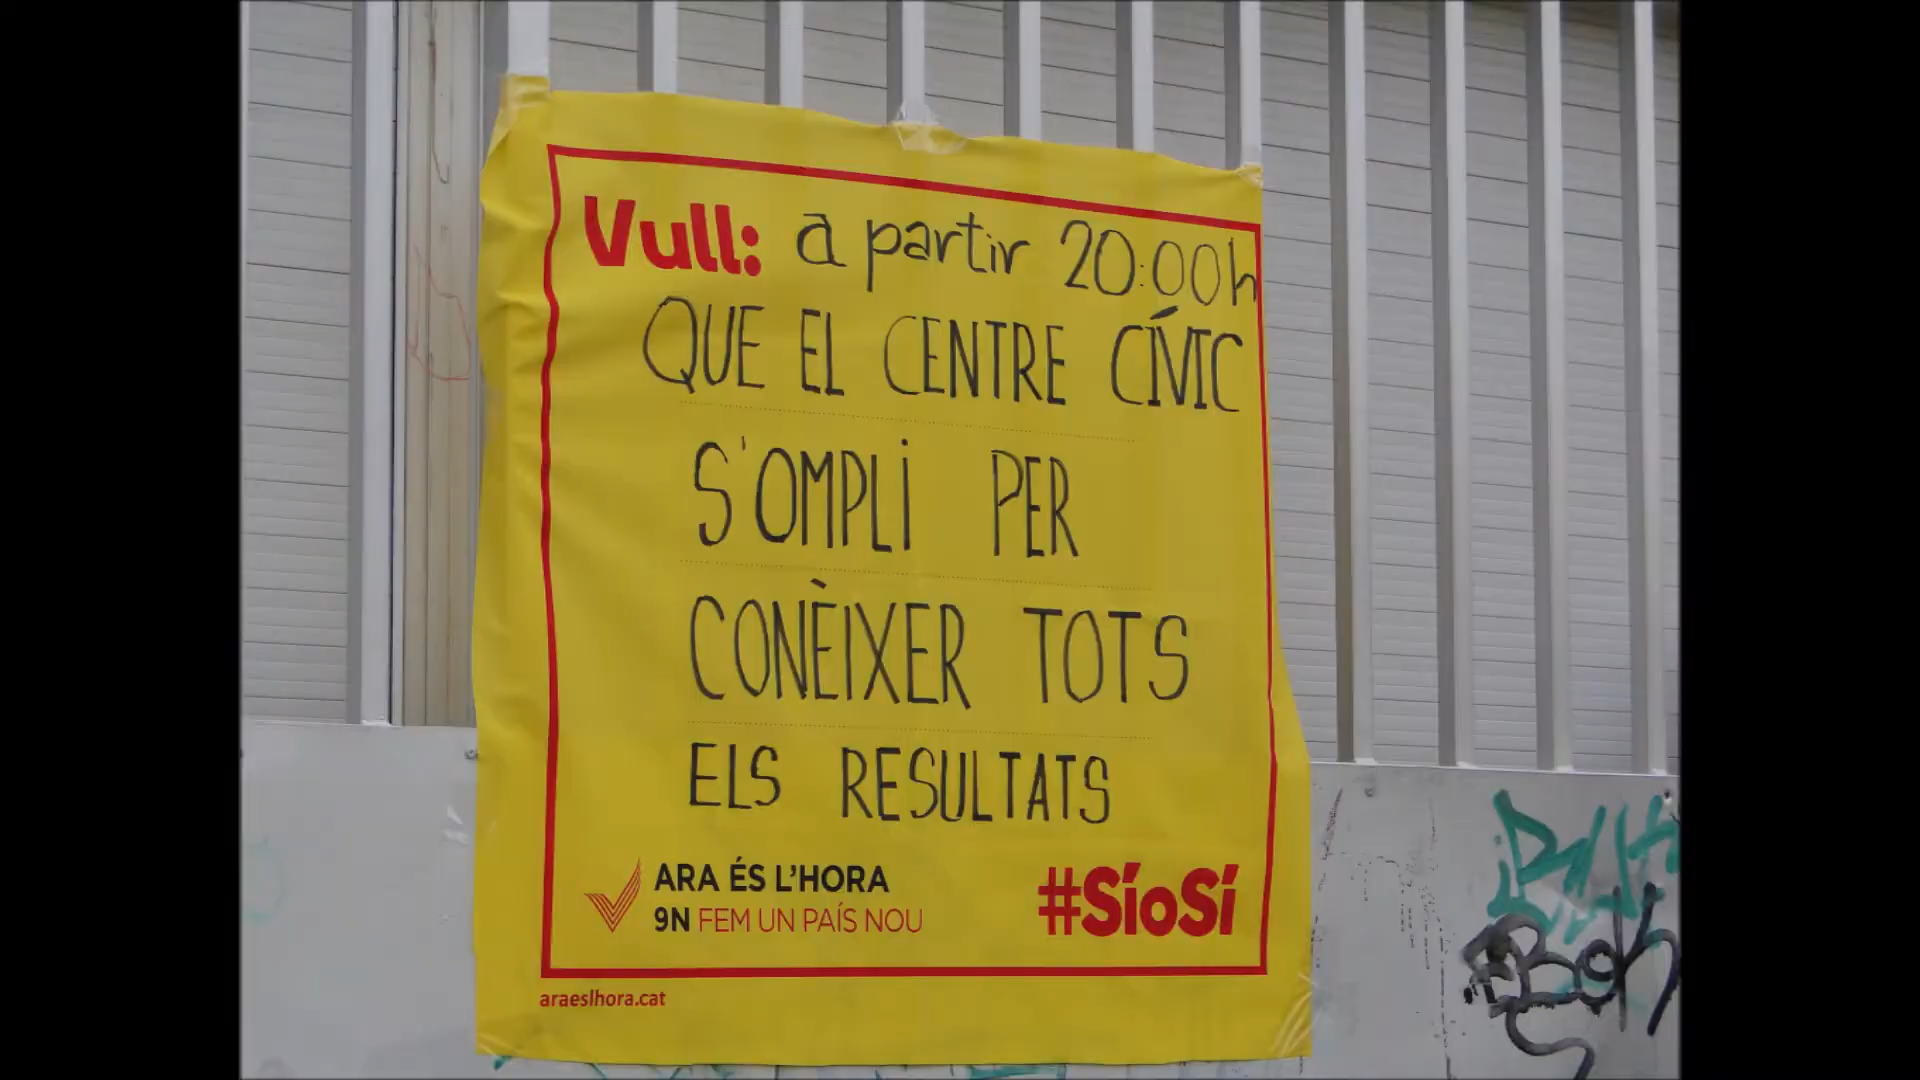 Vull: a partir 20:00h
QUE EL CENTRE CÍVIC
S'OMPLi PER
CONÈIXER TOTS
ELS RESULTATS
ARA ÉS L'HORA
9N FEM UN PAÍS NOU
#SíoSí
araeslhora.cat